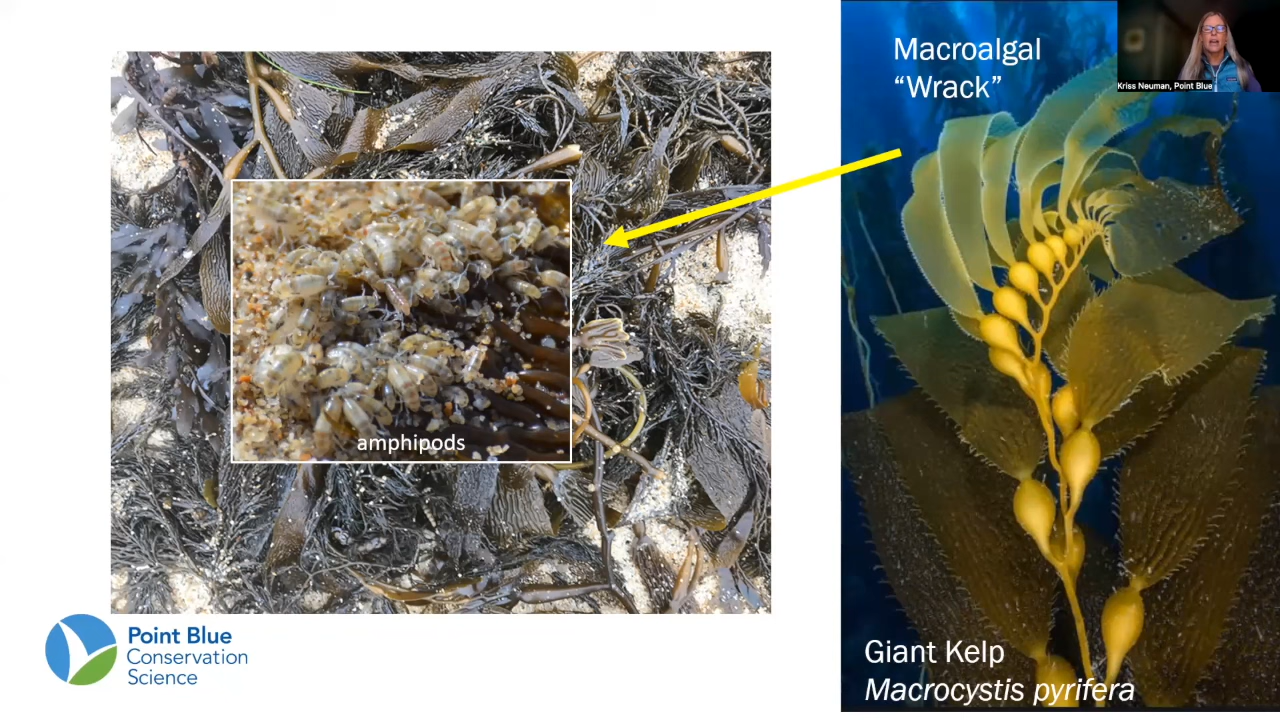 Macroalgal
“Wrack”
Kriss Neuman, Point Blue
amphipods
Point Blue
Conservation
Science
Giant Kelp
Macrocystis pyrifera